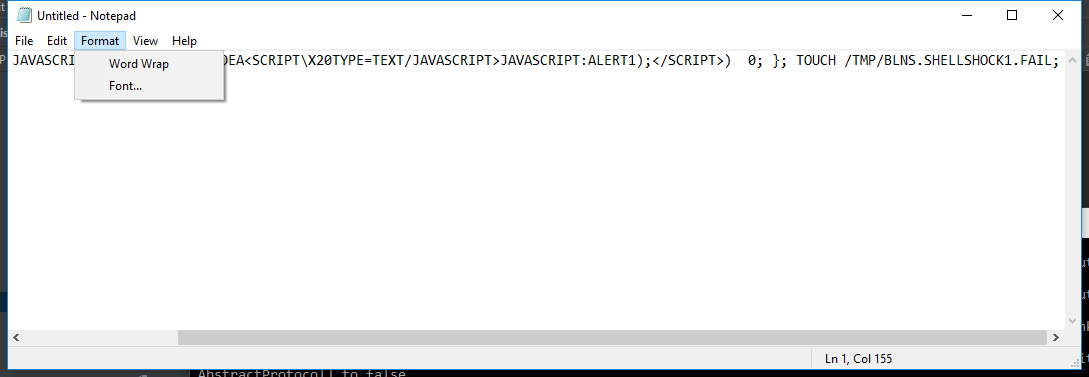 Untitled - Notepad
File Edit Format View Help
Word Wrap
Font...
JAVASCRI DEA<SCRIPT\X20TYPE=TEXT/JAVASCRIPT>JAVASCRIPT:ALERT1);</SCRIPT>) 0; }; TOUCH /TMP/BLNS.SHELLSHOCK1.FAIL;
Ln 1, Col 155
AbstractProtocol] to false